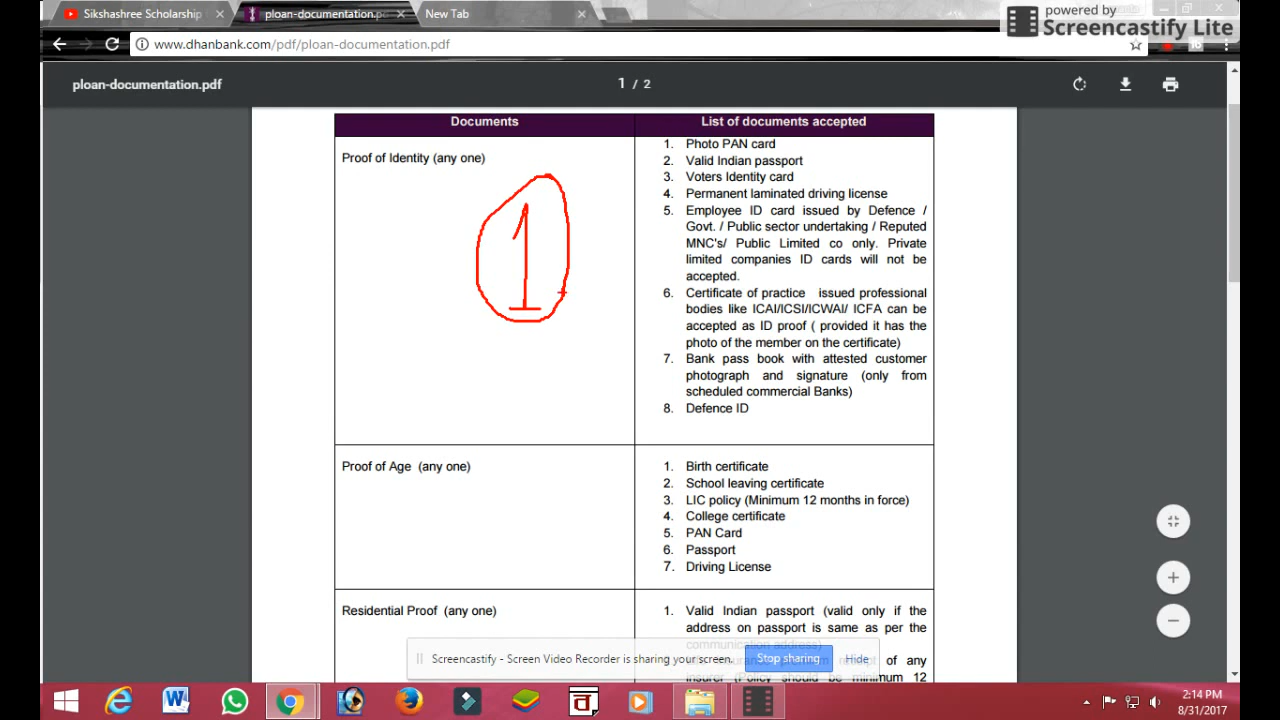 Sikshashree Scholarship
ploan-documentation.p
New Tab
powered by
Screencastify Lite
www.dhanbank.com/pdf/ploan-documentation.pdf
ploan-documentation.pdf
1 / 2
Documents
List of documents accepted
Proof of Identity (any one)
1
1. Photo PAN card
2. Valid Indian passport
3. Voters Identity card
4. Permanent laminated driving license
5. Employee ID card issued by Defence /
Govt. / Public sector undertaking / Reputed
MNC's/ Public Limited co only. Private
limited companies ID cards will not be
accepted.
6. Certificate of practice issued professional
bodies like ICAI/ICSI/ICWAI/ ICFA can be
accepted as ID proof ( provided it has the
photo of the member on the certificate)
7. Bank pass book with attested customer
photograph and signature (only from
scheduled commercial Banks)
8. Defence ID
Proof of Age (any one)
1. Birth certificate
2. School leaving certificate
3. LIC policy (Minimum 12 months in force)
4. College certificate
5. PAN Card
6. Passport
7. Driving License
Residential Proof (any one)
1. Valid Indian passport (valid only if the
address on passport is same as per the
communication address)
of any
insurer (Policy should be minimum 12
Screencastify - Screen Video Recorder is sharing your screen.
Stop sharing
Hide
2:14 PM
8/31/2017